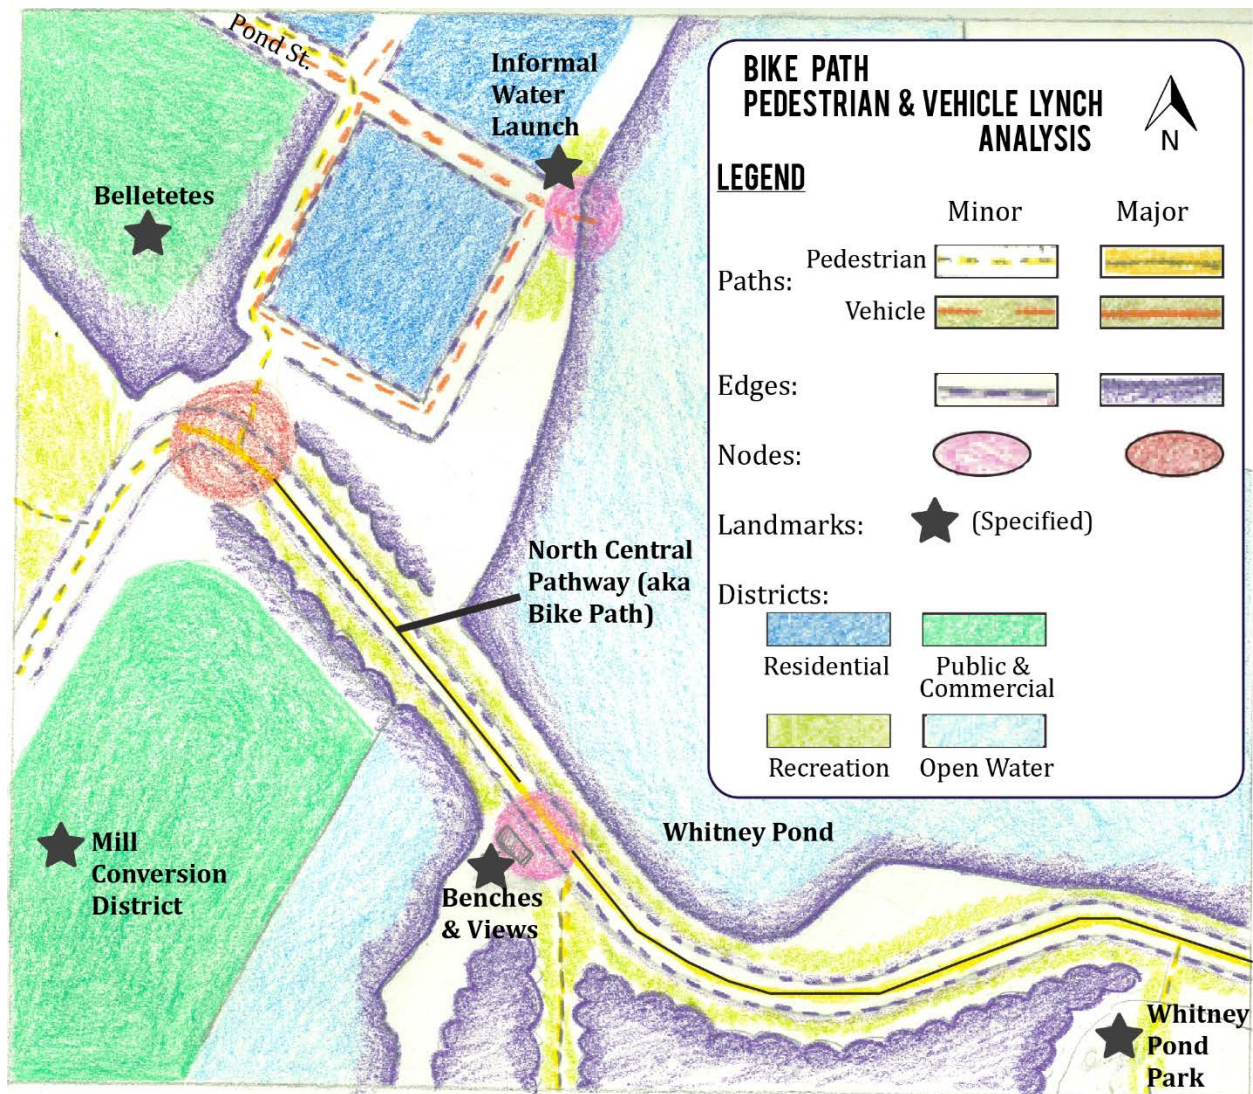 Pond St.
Informal
Water
Launch
Belletetes
BIKE PATH
PEDESTRIAN & VEHICLE LYNCH
ANALYSIS
N
LEGEND
Minor
Major
Paths:
Pedestrian
Vehicle
Edges:
Nodes:
Landmarks:
(Specified)
Districts:
Residential
Public &
Commercial
Recreation
Open Water
North Central
Pathway (aka
Bike Path)
Whitney Pond
Mill
Conversion
District
Benches
& Views
Whitney
Pond
Park